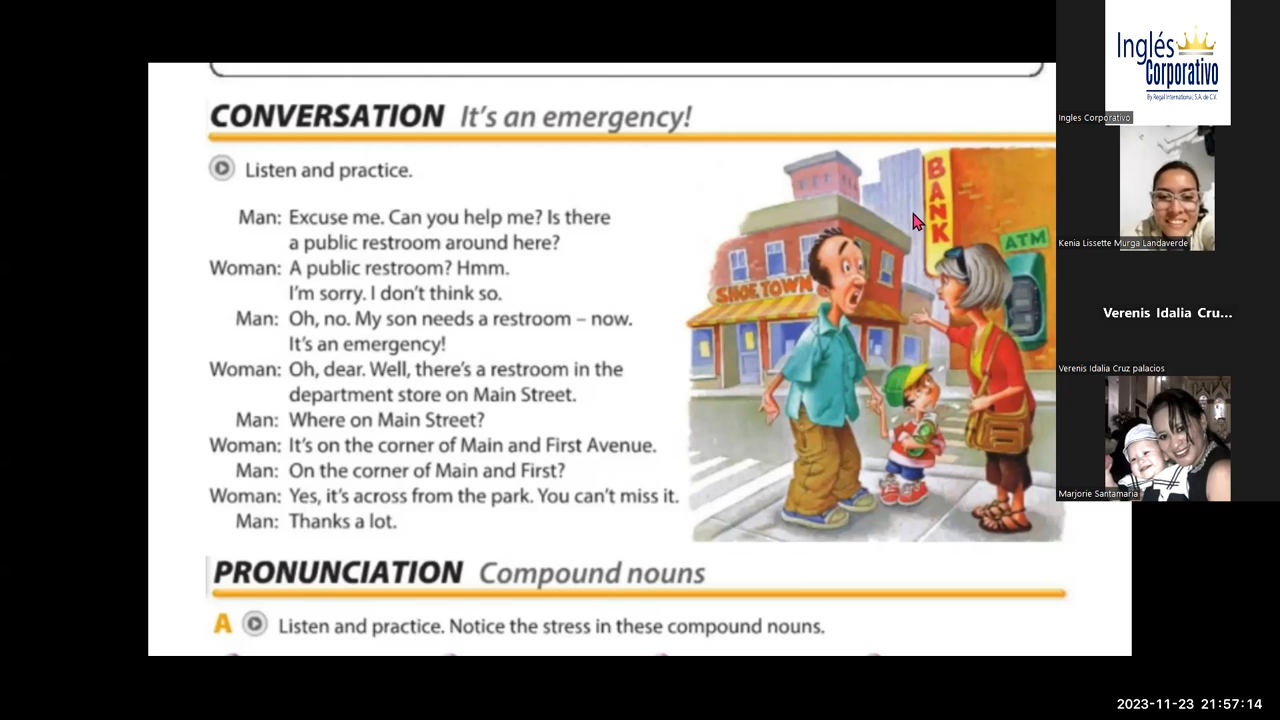 CONVERSATION It's an emergency!
Listen and practice.
Man: Excuse me. Can you help me? Is there
a public restroom around here?
Woman: A public restroom? Hmm.
I'm sorry. I don't think so.
Man: Oh, no. My son needs a restroom – now.
It's an emergency!
Woman: Oh, dear. Well, there's a restroom in the
department store on Main Street.
Man: Where on Main Street?
Woman: It's on the corner of Main and First Avenue.
Man: On the corner of Main and First?
Woman: Yes, it's across from the park. You can't miss it.
Man: Thanks a lot.
BANK
ATM
SHOE TOWN
PRONUNCIATION Compound nouns
A Listen and practice. Notice the stress in these compound nouns.
Inglés
Corporativo
By Regal International, S.A. de C.V.
Ingles Corporativo
Kenia Lissette Murga Landaverde
Verenis Idalia Cru...
Verenis Idalia Cruz palacios
Marjorie Santamaria
2023-11-23 21:57:14